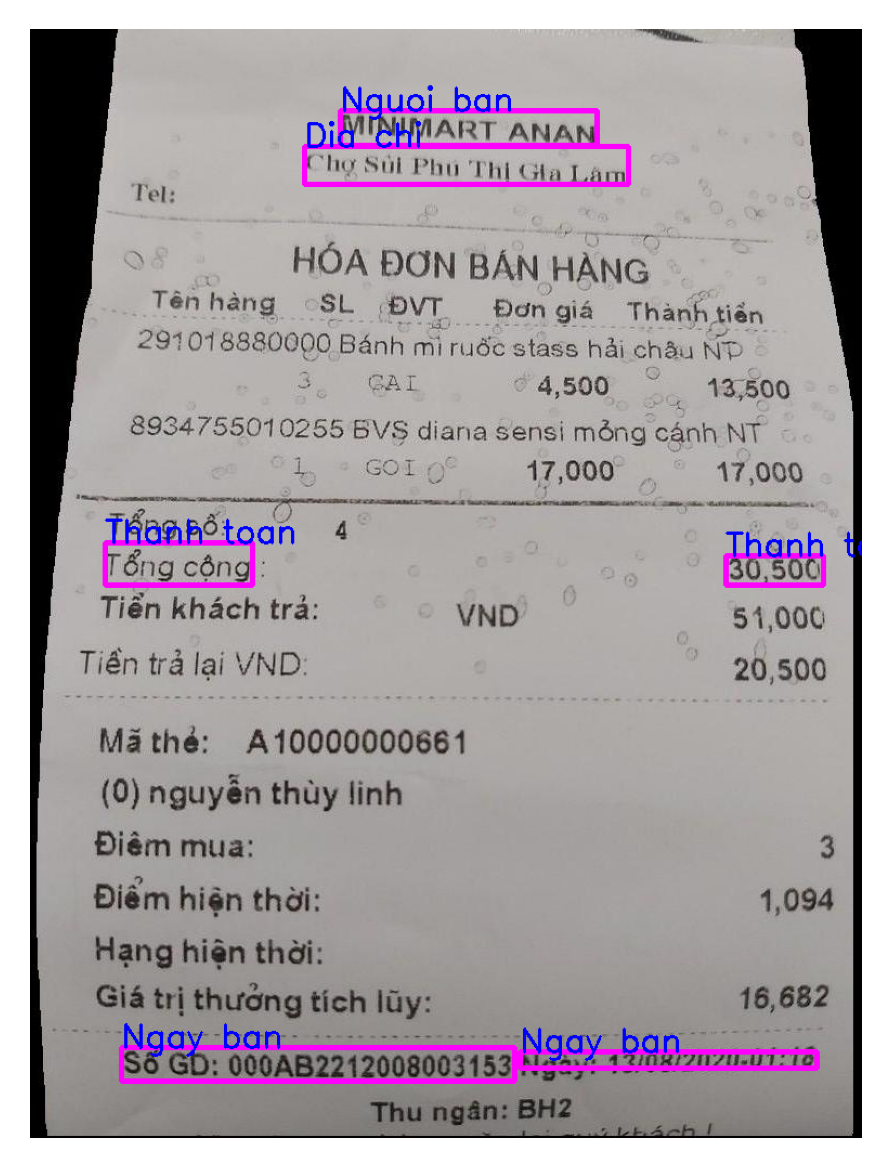 Nguoi ban
MINIMART ANAN
Dia chi
Chợ Sủi Phú Thị Gia Lâm
Tel:
HÓA ĐƠN BÁN HÀNG
Tên hàng SL ĐVT Đơn giá Thành tiền
291018880000 Bánh mì ruốc stass hải châu NT
3 CAI 4,500 13,500
8934755010255 BVS diana sensi mỏng cánh NT
1 GOI 17,000 17,000
Tổng số: 4
Thanh toan Thanh
Tổng cộng : 30,500
Tiền khách trả: VND 51,000
Tiền trả lại VND: 20,500
Mã thẻ: A10000000661
(0) nguyễn thùy linh
Điểm mua: 3
Điểm hiện thời: 1,094
Hạng hiện thời:
Giá trị thưởng tích lũy: 16,682
Ngay ban Ngay ban
Số GD: 000AB2212008003153 Ngày: 13/08/2020-01:18
Thu ngân: BH2
lại quý khách !